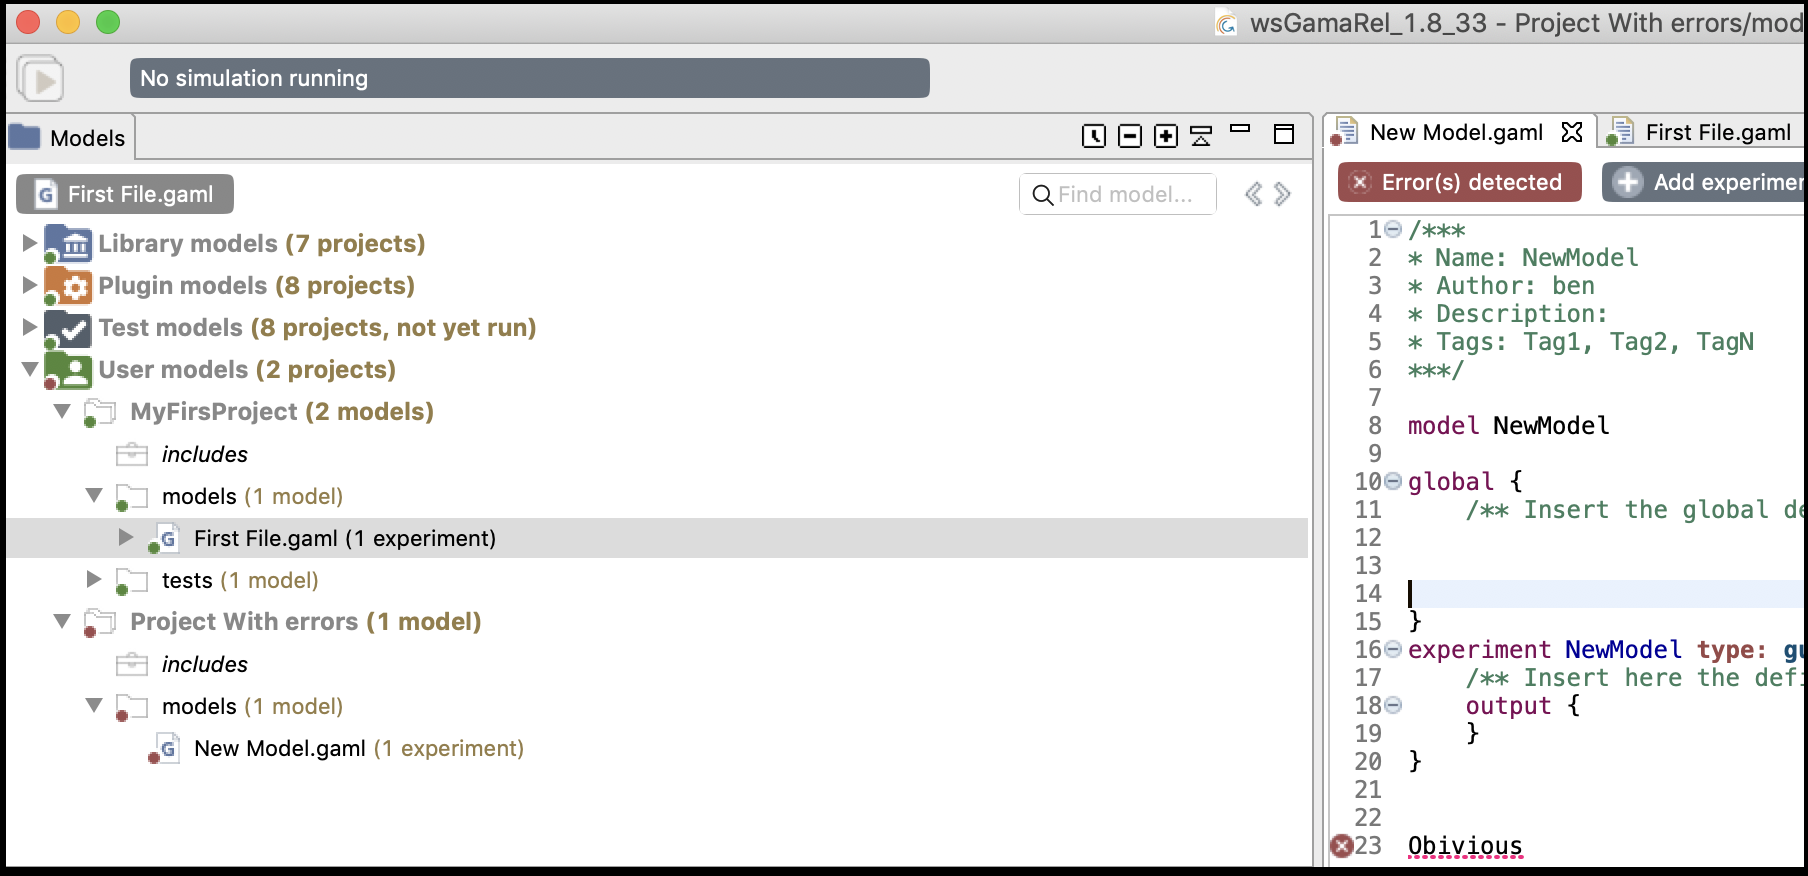 wsGamaRel_1.8_33 - Project With errors/mod
No simulation running
Models
First File.gaml
Find model...
Library models (7 projects)
Plugin models (8 projects)
Test models (8 projects, not yet run)
User models (2 projects)
MyFirsProject (2 models)
includes
models (1 model)
First File.gaml (1 experiment)
tests (1 model)
Project With errors (1 model)
includes
models (1 model)
New Model.gaml (1 experiment)
New Model.gaml
First File.gaml
Error(s) detected
Add experimer
1 /***
2 * Name: NewModel
3 * Author: ben
4 * Description:
5 * Tags: Tag1, Tag2, TagN
6 ***/
7
8 model NewModel
9
10 global {
11 /** Insert the global de
12
13
14
15 }
16 experiment NewModel type: gu
17 /** Insert here the defi
18 output {
19 }
20 }
21
22
23 Obivious